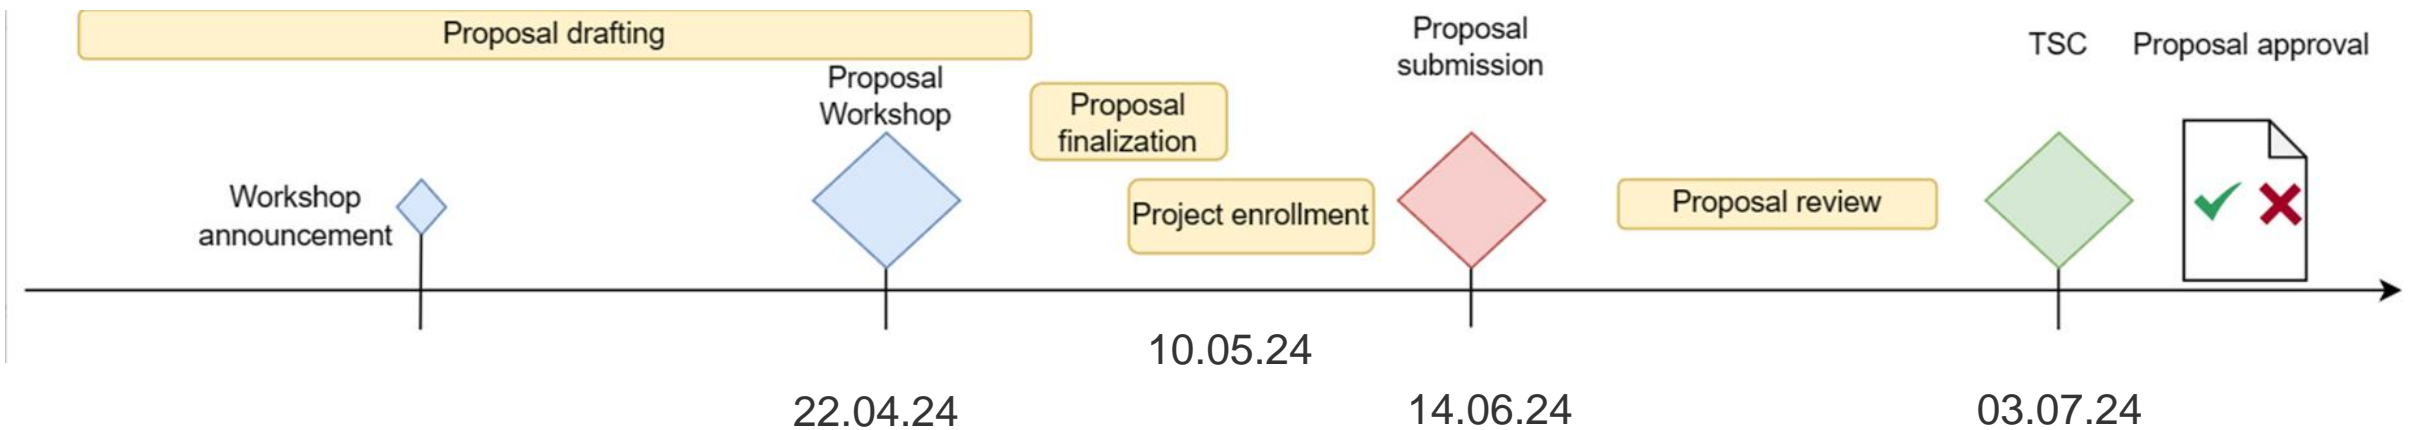 Proposal drafting
Proposal
Workshop
Workshop
announcement
Proposal
finalization
Project enrollment
Proposal
submission
Proposal review
TSC
Proposal approval
10.05.24
22.04.24
14.06.24
03.07.24